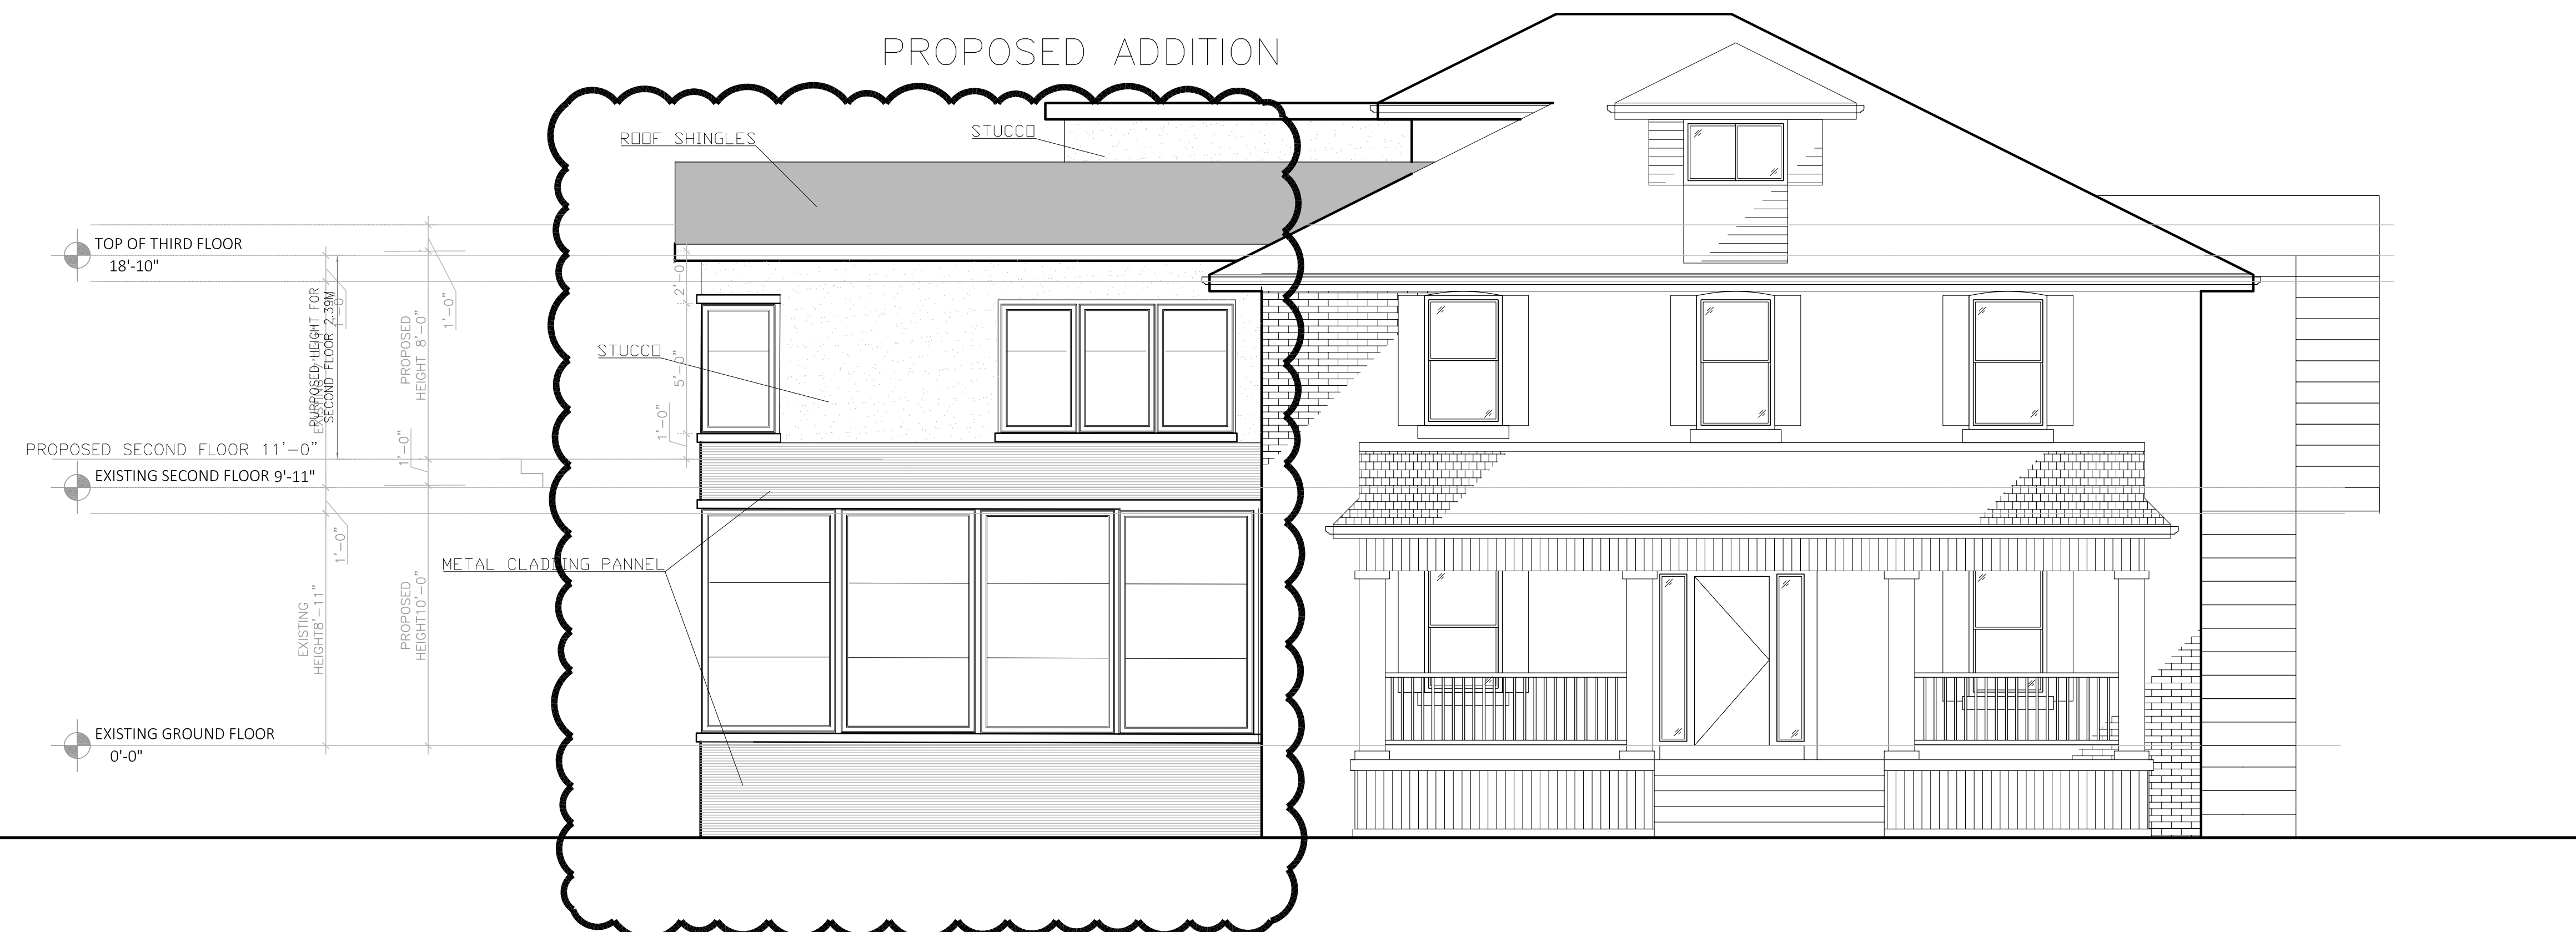 PROPOSED ADDITION
ROOF SHINGLES
STUCCO
TOP OF THIRD FLOOR
18'-10"
1'-0"
1'-0"
2'-0
PURPOSED HEIGHT FOR
SECOND FLOOR 2.39M
PROPOSED
HEIGHT 8'-0"
STUCCO
5'-0"
1'-0"
1'-0"
PROPOSED SECOND FLOOR 11'-0"
EXISTING SECOND FLOOR 9'-11"
1'-0"
METAL CLADDING PANNEL
EXISTING
HEIGHT8'-11"
PROPOSED
HEIGHT10'-0"
EXISTING GROUND FLOOR
0'-0"